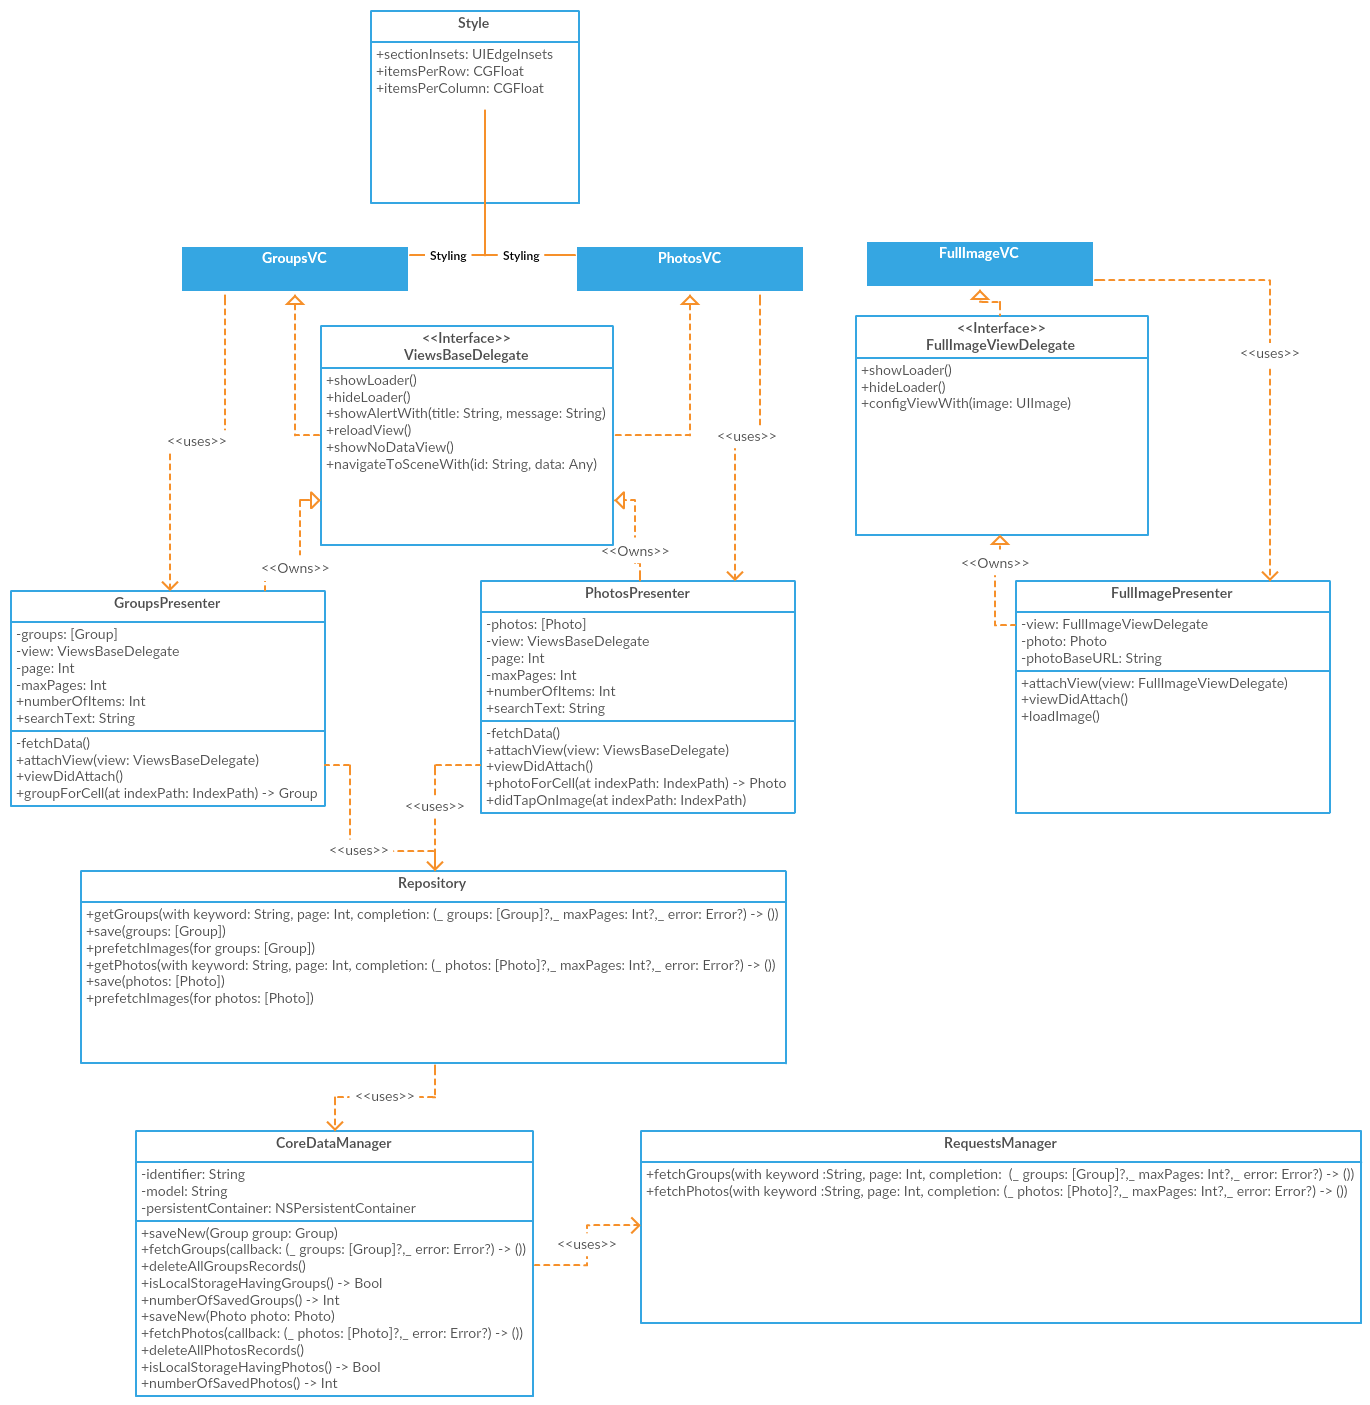 Style
+sectionInsets: UIEdgeInsets
+itemsPerRow: CGFloat
+itemsPerColumn: CGFloat
GroupsVC
Styling
Styling
PhotosVC
FullImageVC
<<Interface>>
ViewsBaseDelegate
+showLoader()
+hideLoader()
+showAlertWith(title: String, message: String)
+reloadView()
+showNoDataView()
+navigateToSceneWith(id: String, data: Any)
<<Interface>>
FullImageViewDelegate
+showLoader()
+hideLoader()
+configViewWith(image: UIImage)
<<uses>>
<<uses>>
<<uses>>
<<Owns>>
<<Owns>>
<<Owns>>
GroupsPresenter
-groups: [Group]
-view: ViewsBaseDelegate
-page: Int
-maxPages: Int
+numberOfItems: Int
+searchText: String
-fetchData()
+attachView(view: ViewsBaseDelegate)
+viewDidAttach()
+groupForCell(at indexPath: IndexPath) -> Group
PhotosPresenter
-photos: [Photo]
-view: ViewsBaseDelegate
-page: Int
-maxPages: Int
+numberOfItems: Int
+searchText: String
-fetchData()
+attachView(view: ViewsBaseDelegate)
+viewDidAttach()
+photoForCell(at indexPath: IndexPath) -> Photo
+didTapOnImage(at indexPath: IndexPath)
FullImagePresenter
-view: FullImageViewDelegate
-photo: Photo
-photoBaseURL: String
+attachView(view: FullImageViewDelegate)
+viewDidAttach()
+loadImage()
<<uses>>
<<uses>>
Repository
+getGroups(with keyword: String, page: Int, completion: (_ groups: [Group]?,_ maxPages: Int?,_ error: Error?) -> ())
+save(groups: [Group])
+prefetchImages(for groups: [Group])
+getPhotos(with keyword: String, page: Int, completion: (_ photos: [Photo]?,_ maxPages: Int?,_ error: Error?) -> ())
+save(photos: [Photo])
+prefetchImages(for photos: [Photo])
<<uses>>
CoreDataManager
-identifier: String
-model: String
-persistentContainer: NSPersistentContainer
+saveNew(Group group: Group)
+fetchGroups(callback: (_ groups: [Group]?,_ error: Error?) -> ())
+deleteAllGroupsRecords()
+isLocalStorageHavingGroups() -> Bool
+numberOfSavedGroups() -> Int
+saveNew(Photo photo: Photo)
+fetchPhotos(callback: (_ photos: [Photo]?,_ error: Error?) -> ())
+deleteAllPhotosRecords()
+isLocalStorageHavingPhotos() -> Bool
+numberOfSavedPhotos() -> Int
<<uses>>
RequestsManager
+fetchGroups(with keyword :String, page: Int, completion:  (_ groups: [Group]?,_ maxPages: Int?,_ error: Error?) -> ())
+fetchPhotos(with keyword :String, page: Int, completion: (_ photos: [Photo]?,_ maxPages: Int?,_ error: Error?) -> ())